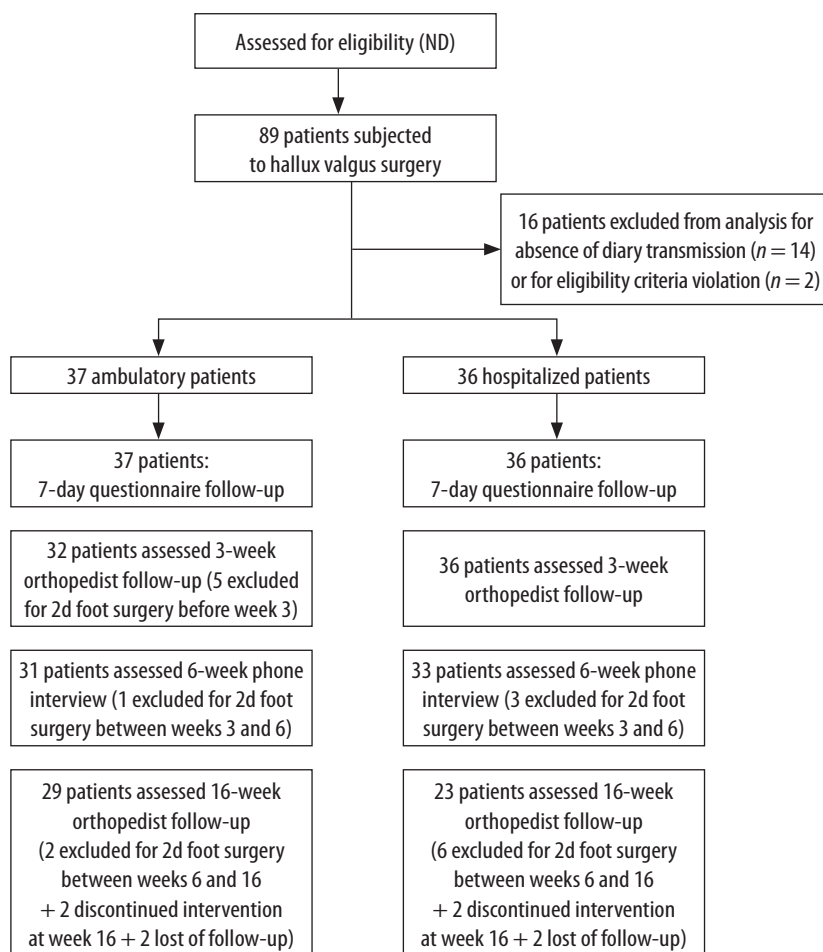 Assessed for eligibility (ND)
89 patients subjected
to hallux valgus surgery
16 patients excluded from analysis for
absence of diary transmission (n = 14)
or for eligibility criteria violation (n = 2)
37 ambulatory patients
36 hospitalized patients
37 patients:
7-day questionnaire follow-up
36 patients:
7-day questionnaire follow-up
32 patients assessed 3-week
orthopedist follow-up (5 excluded
for 2d foot surgery before week 3)
36 patients assessed 3-week
orthopedist follow-up
31 patients assessed 6-week phone
interview (1 excluded for 2d foot
surgery between weeks 3 and 6)
33 patients assessed 6-week phone
interview (3 excluded for 2d foot
surgery between weeks 3 and 6)
29 patients assessed 16-week
orthopedist follow-up
(2 excluded for 2d foot surgery
between weeks 6 and 16
+ 2 discontinued intervention
at week 16 + 2 lost of follow-up)
23 patients assessed 16-week
orthopedist follow-up
(6 excluded for 2d foot surgery
between weeks 6 and 16
+ 2 discontinued intervention
at week 16 + 2 lost of follow-up)